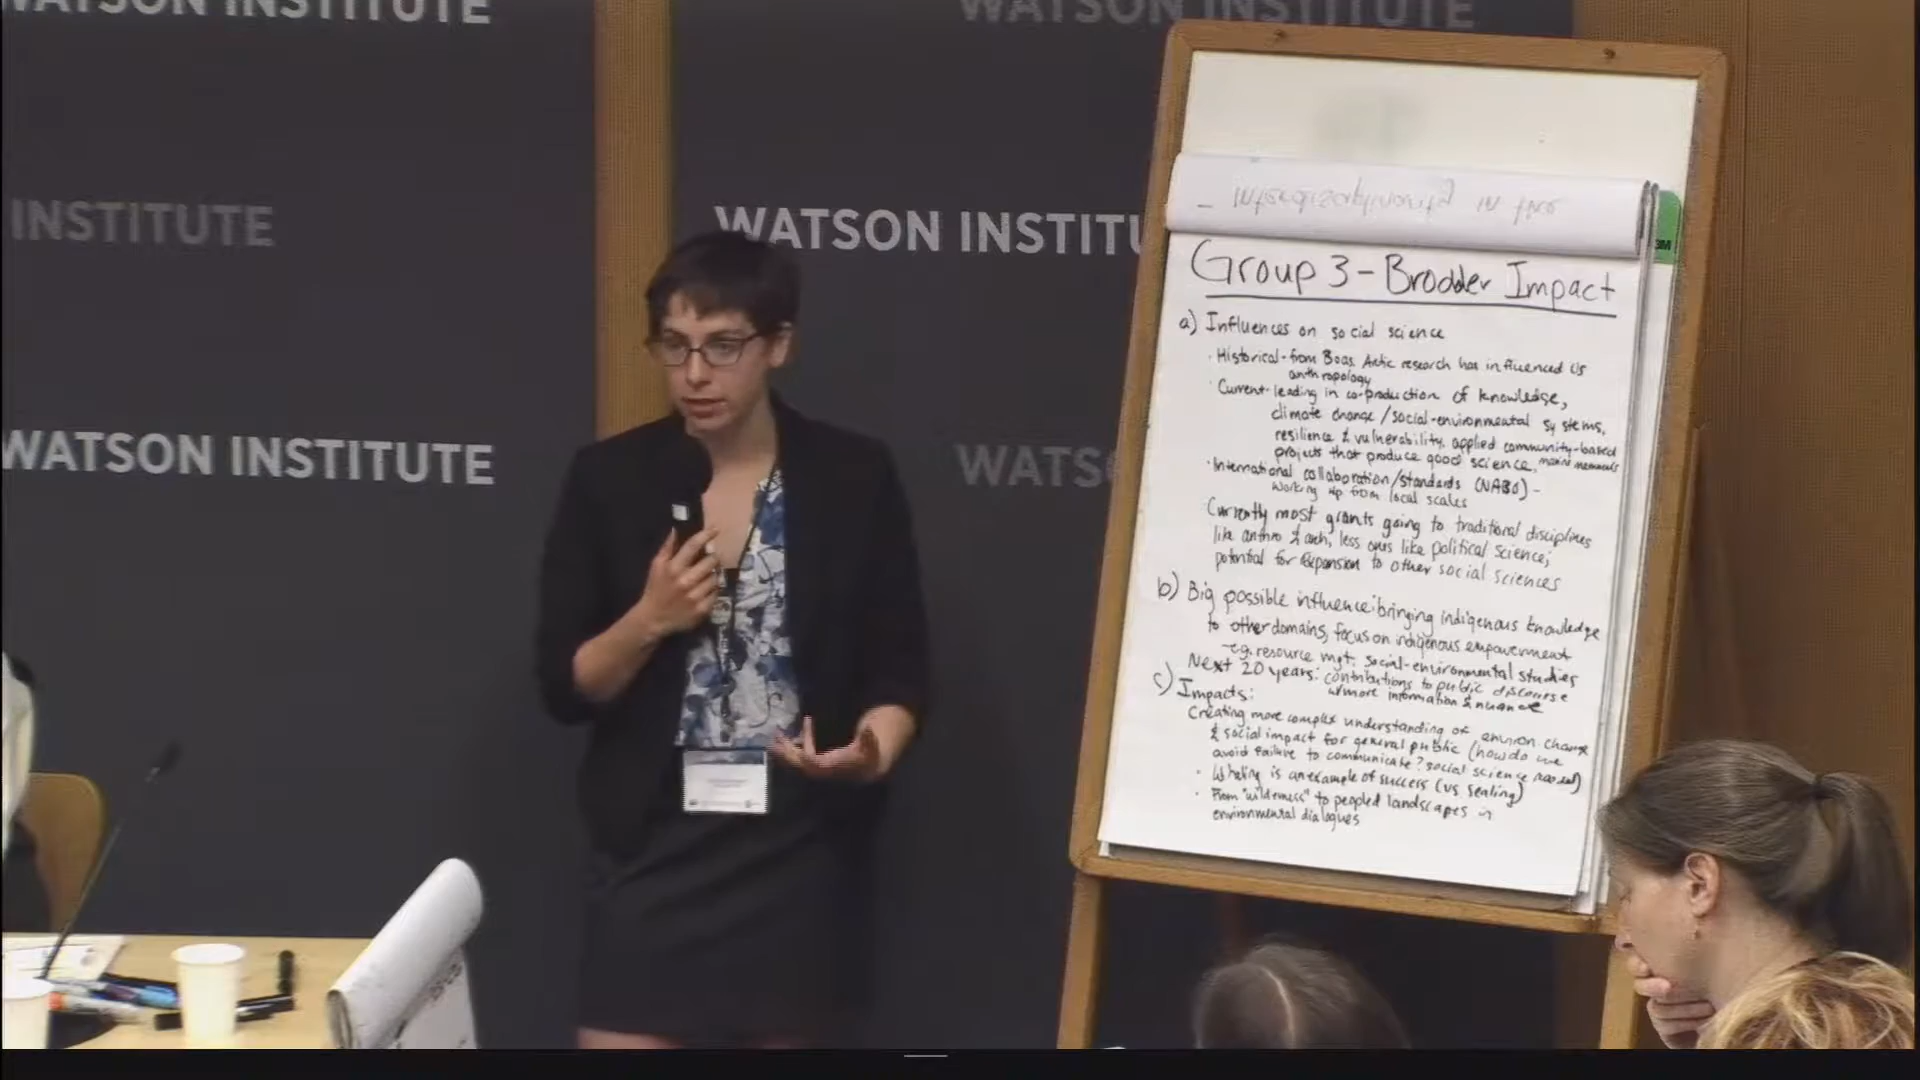 WATSON INSTITUTE
WATSON INSTITUTE
INSTITUTE
WATSON INSTITU
WATSON INSTITUTE
WATS
3M
Group 3 - Broader Impact
a) Influences on social science
· Historical - from Boas, Arctic research has influenced US
anthropology
· Current - leading in co-production of knowledge,
climate change / social-environmental systems,
resilience & vulnerability, applied community-based
projects that produce good science, marine mammals
· International collaboration/standards (NABO) -
working up from local scales
· Currently most grants going to traditional disciplines
like anthro & arch, less ones like political science;
potential for expansion to other social sciences
b) Big possible influence: bringing indigenous knowledge
to other domains, focus on indigenous empowerment
- e.g. resource mgt. social-environmental studies
Next 20 years: contributions to public discourse
w/ more information & nuance
c) Impacts:
Creating more complex understanding of environ change
& social impact for general public (how do we
avoid failure to communicate? social science needed)
· Whaling is an example of success (vs sealing)
· From "wilderness" to peopled landscapes in
environmental dialogues